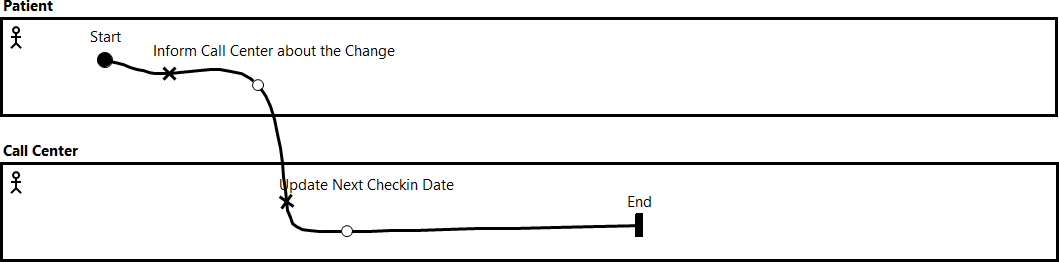 Patient
Start
Inform Call Center about the Change
Call Center
Update Next Checkin Date
End